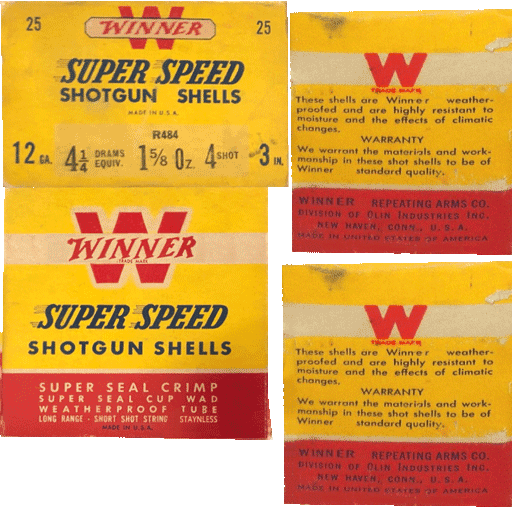 25 WINNER 25
W
SUPER SPEED
SHOTGUN SHELLS
MADE IN U.S.A.
R484
12 GA. 4 1/4 DRAMS EQUIV. 1 5/8 Oz. 4 SHOT 3 IN.
W
WINNER
TRADE MARK
SUPER SPEED
SHOTGUN SHELLS
SUPER SEAL CRIMP
SUPER SEAL CUP WAD
WEATHERPROOF TUBE
LONG RANGE - SHORT SHOT STRING STAYNLESS
MADE IN U.S.A.
W
TRADE MARK
These shells are Winner weather-
proofed and are highly resistant to
moisture and the effects of climatic
changes.
WARRANTY
We warrant the materials and work-
manship in these shot shells to be of
Winner standard quality.
WINNER REPEATING ARMS CO.
DIVISION OF OLIN INDUSTRIES INC.
NEW HAVEN, CONN., U. S. A.
MADE IN UNITED STATES OF AMERICA
W
TRADE MARK
These shells are Winner weather-
proofed and are highly resistant to
moisture and the effects of climatic
changes.
WARRANTY
We warrant the materials and work-
manship in these shot shells to be of
Winner standard quality.
WINNER REPEATING ARMS CO.
DIVISION OF OLIN INDUSTRIES INC.
NEW HAVEN, CONN., U. S. A.
MADE IN UNITED STATES OF AMERICA